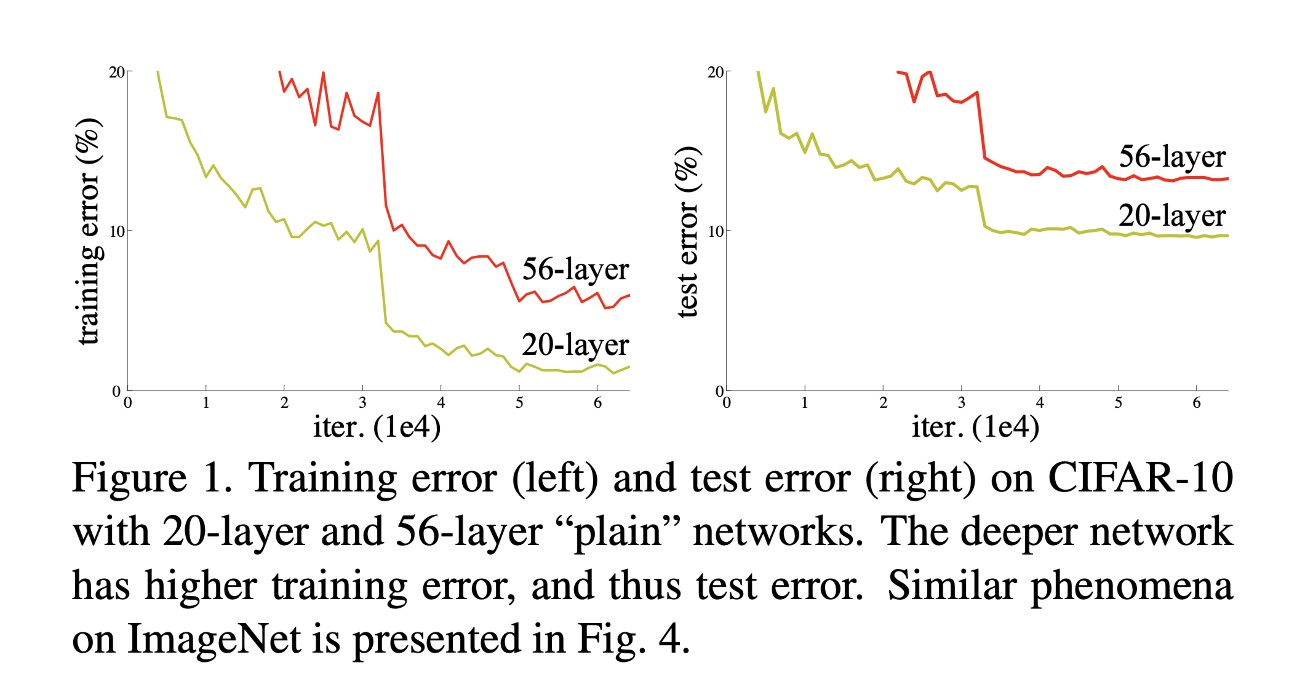 20
10
0
training error (%)
0 1 2 3 4 5 6
iter. (1e4)
56-layer
20-layer
20
10
0
test error (%)
0 1 2 3 4 5 6
iter. (1e4)
56-layer
20-layer
Figure 1. Training error (left) and test error (right) on CIFAR-10
with 20-layer and 56-layer “plain” networks. The deeper network
has higher training error, and thus test error. Similar phenomena
on ImageNet is presented in Fig. 4.